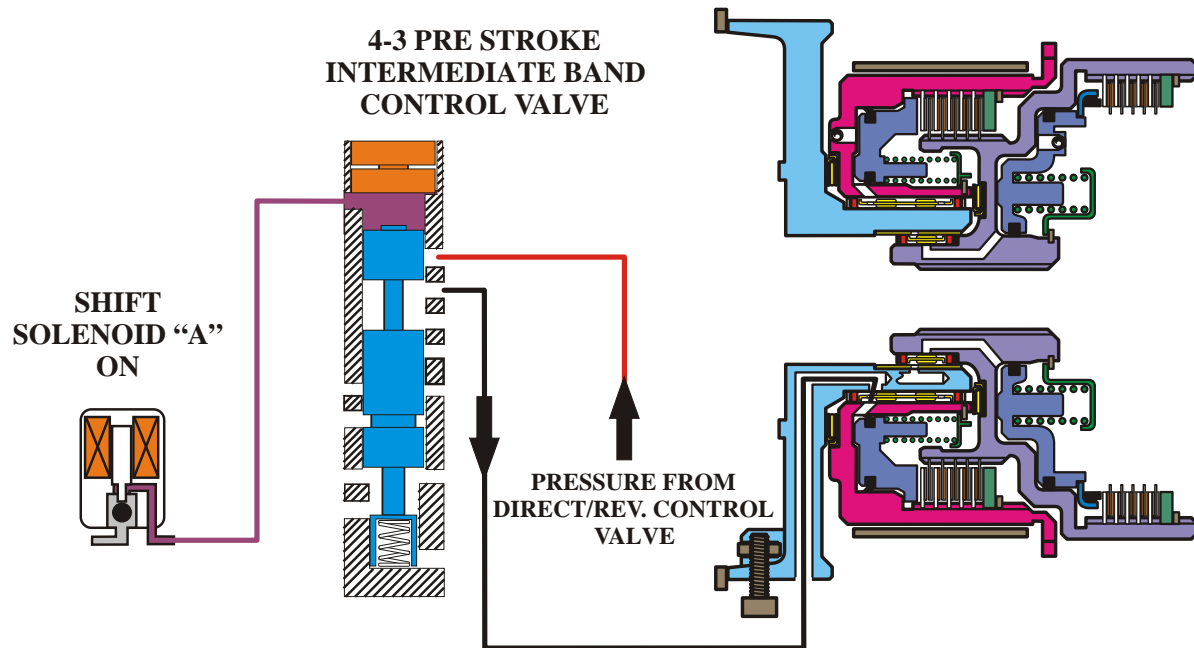 4-3 PRE STROKE
INTERMEDIATE BAND
CONTROL VALVE
SHIFT
SOLENOID “A”
ON
PRESSURE FROM
DIRECT/REV. CONTROL
VALVE